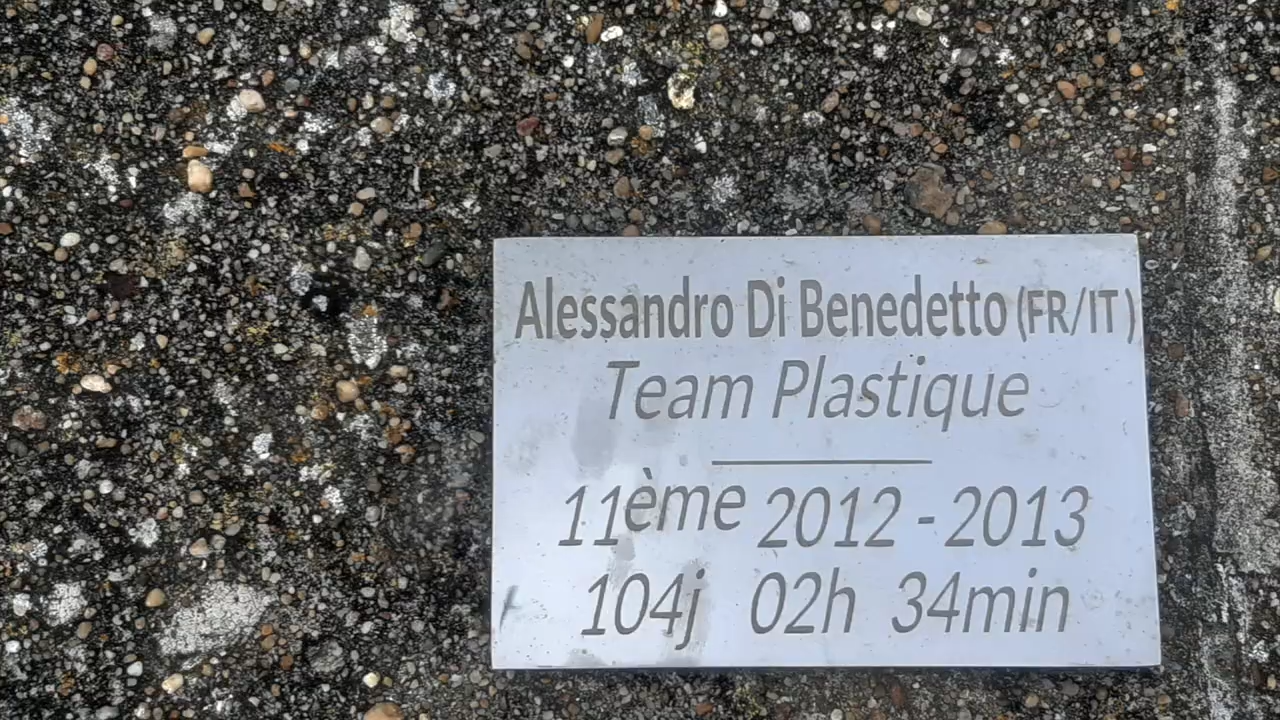 Alessandro Di Benedetto (FR/IT)
Team Plastique
11ème 2012 - 2013
104j 02h 34min